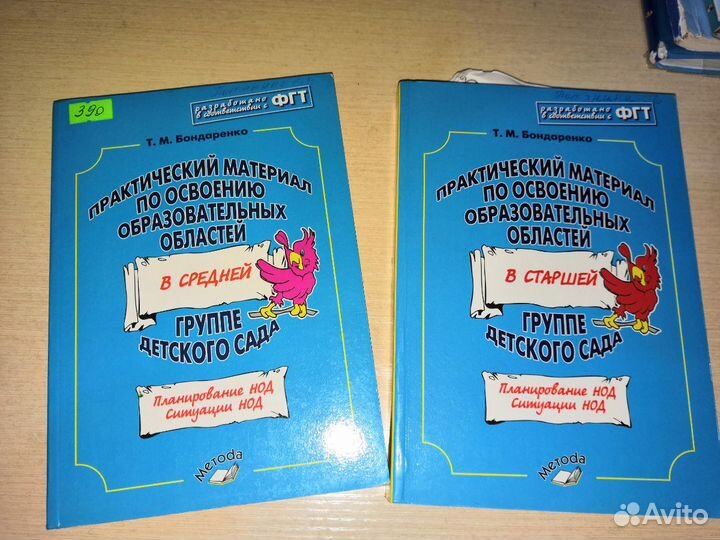 390
разработано
в соответствии с ФГТ
Т. М. Бондаренко
ПРАКТИЧЕСКИЙ МАТЕРИАЛ
ПО ОСВОЕНИЮ
ОБРАЗОВАТЕЛЬНЫХ
ОБЛАСТЕЙ
В СРЕДНЕЙ
ГРУППЕ
ДЕТСКОГО САДА
Планирование НОД
Ситуации НОД
Метода
разработано
в соответствии с ФГТ
Т. М. Бондаренко
ПРАКТИЧЕСКИЙ МАТЕРИАЛ
ПО ОСВОЕНИЮ
ОБРАЗОВАТЕЛЬНЫХ
ОБЛАСТЕЙ
В СТАРШЕЙ
ГРУППЕ
ДЕТСКОГО САДА
Планирование НОД
Ситуации НОД
Метода
Avito